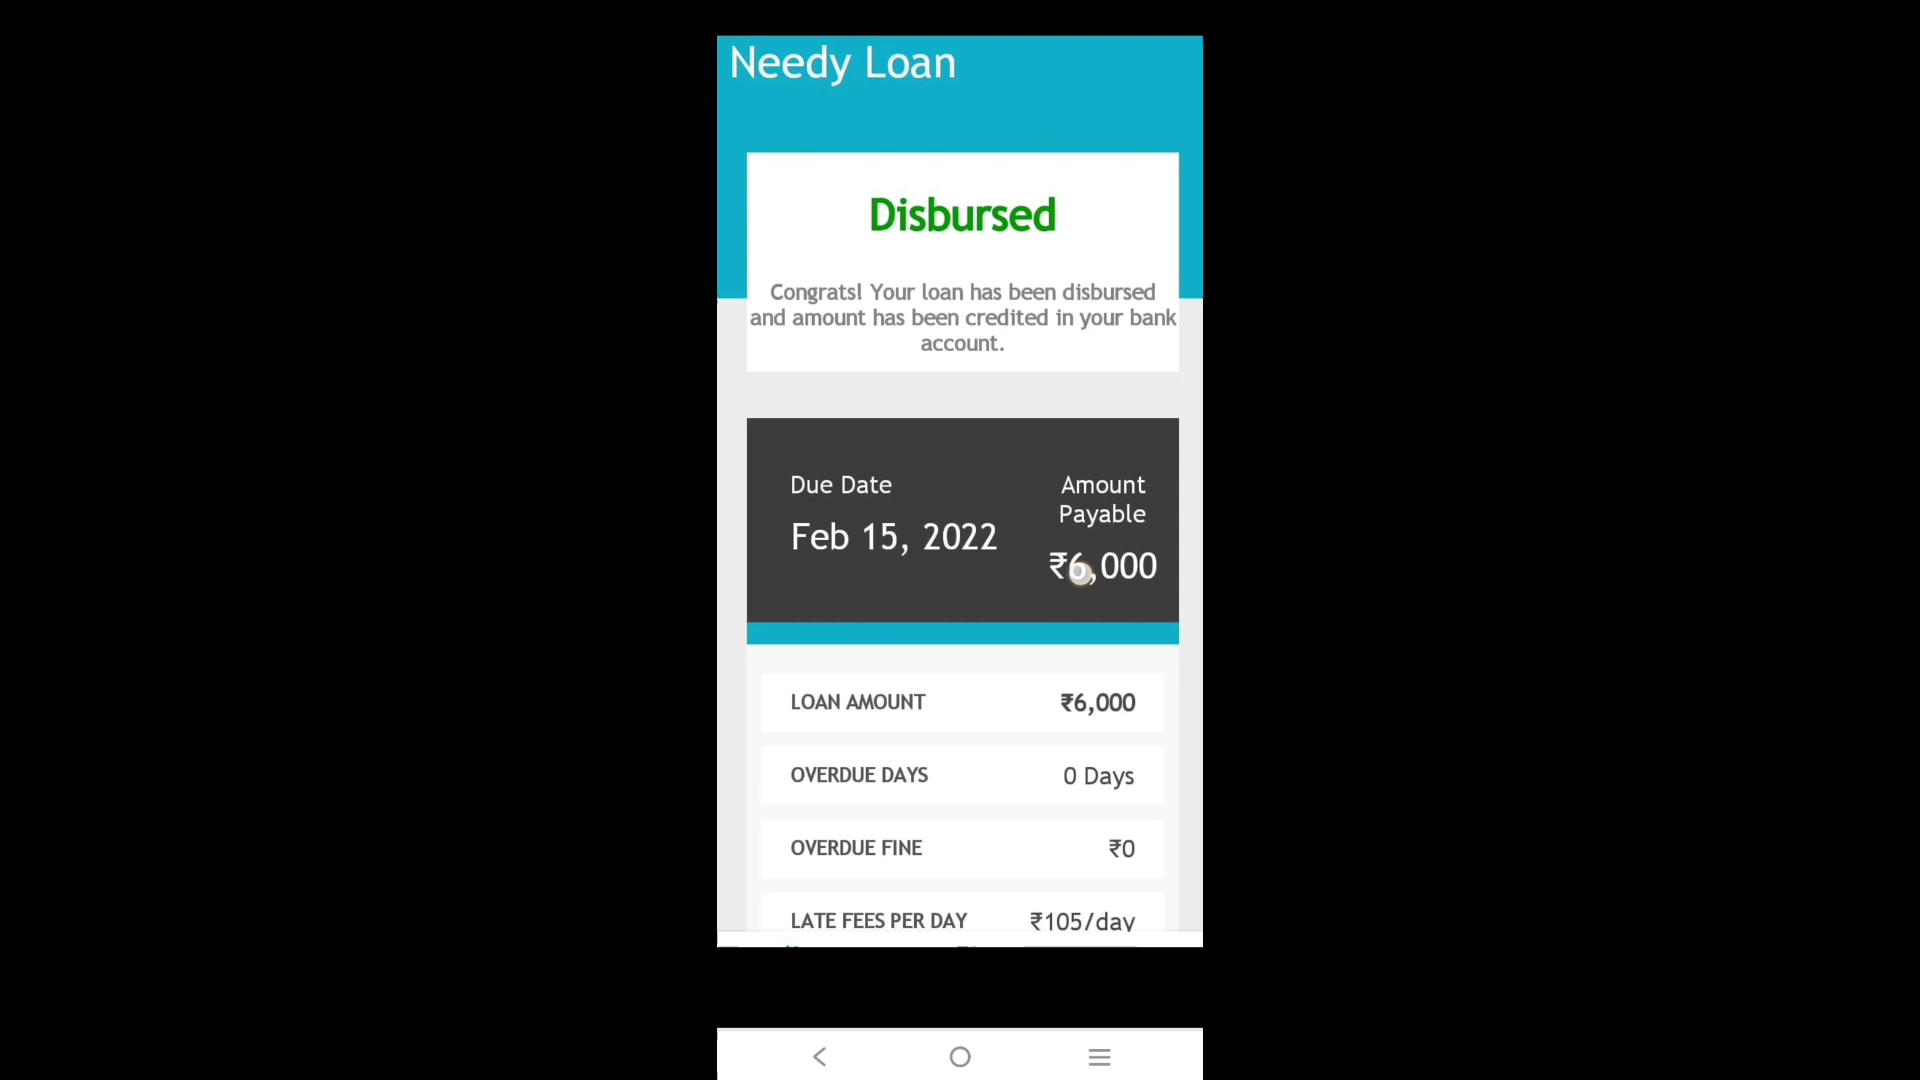 Needy Loan
Disbursed
Congrats! Your loan has been disbursed
and amount has been credited in your bank
account.
Due Date
Amount
Payable
Feb 15, 2022
₹6,000
LOAN AMOUNT ₹6,000
OVERDUE DAYS 0 Days
OVERDUE FINE ₹0
LATE FEES PER DAY ₹105/day